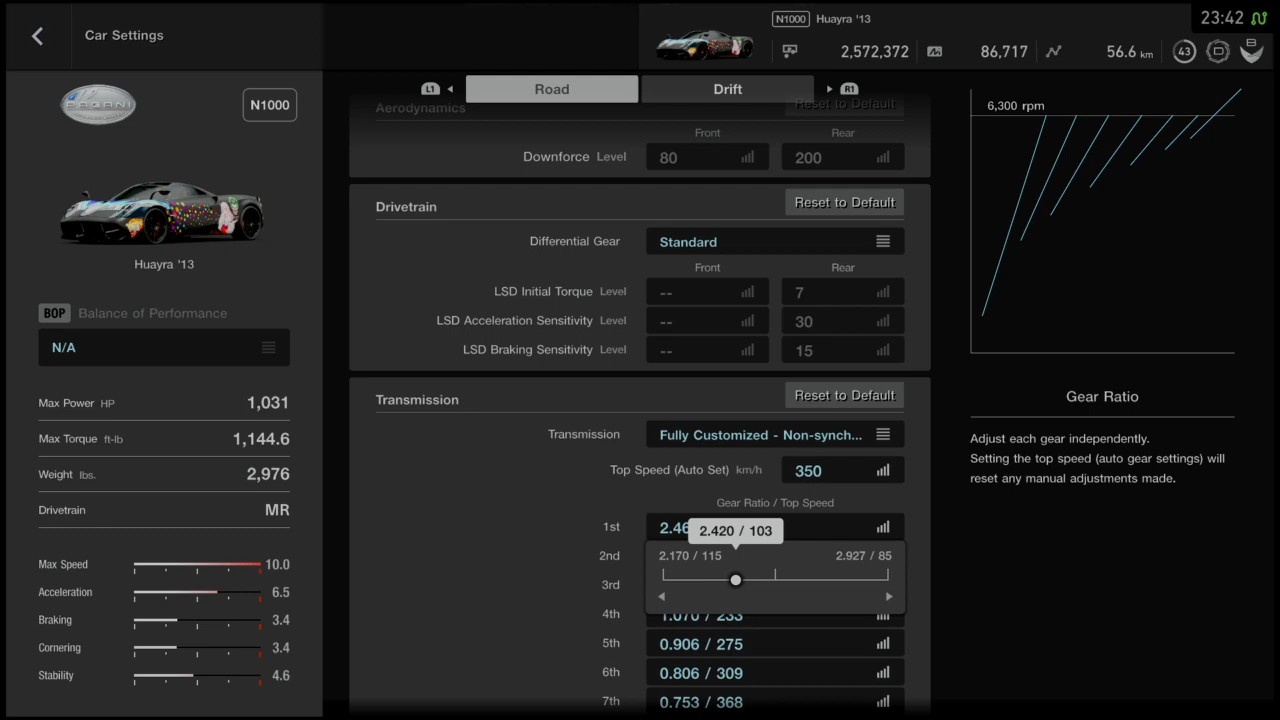 Car Settings
N1000 Huayra '13
2,572,372
86,717
56.6 km
43
B
23:42
PAGANI
N1000
Huayra '13
BOP Balance of Performance
N/A
Max Power HP 1,031
Max Torque ft-lb 1,144.6
Weight lbs. 2,976
Drivetrain MR
Max Speed 10.0
Acceleration 6.5
Braking 3.4
Cornering 3.4
Stability 4.6
L1 Road Drift R1
Aerodynamics Reset to Default
Front Rear
Downforce Level 80 200
Drivetrain Reset to Default
Differential Gear Standard
Front Rear
LSD Initial Torque Level -- 7
LSD Acceleration Sensitivity Level -- 30
LSD Braking Sensitivity Level -- 15
Transmission Reset to Default
Transmission Fully Customized - Non-synch...
Top Speed (Auto Set) km/h 350
Gear Ratio / Top Speed
1st 2.46
2.420 / 103
2nd 2.170 / 115 2.927 / 85
3rd
4th 1.070 / 233
5th 0.906 / 275
6th 0.806 / 309
7th 0.753 / 368
6,300 rpm
Gear Ratio
Adjust each gear independently.
Setting the top speed (auto gear settings) will
reset any manual adjustments made.